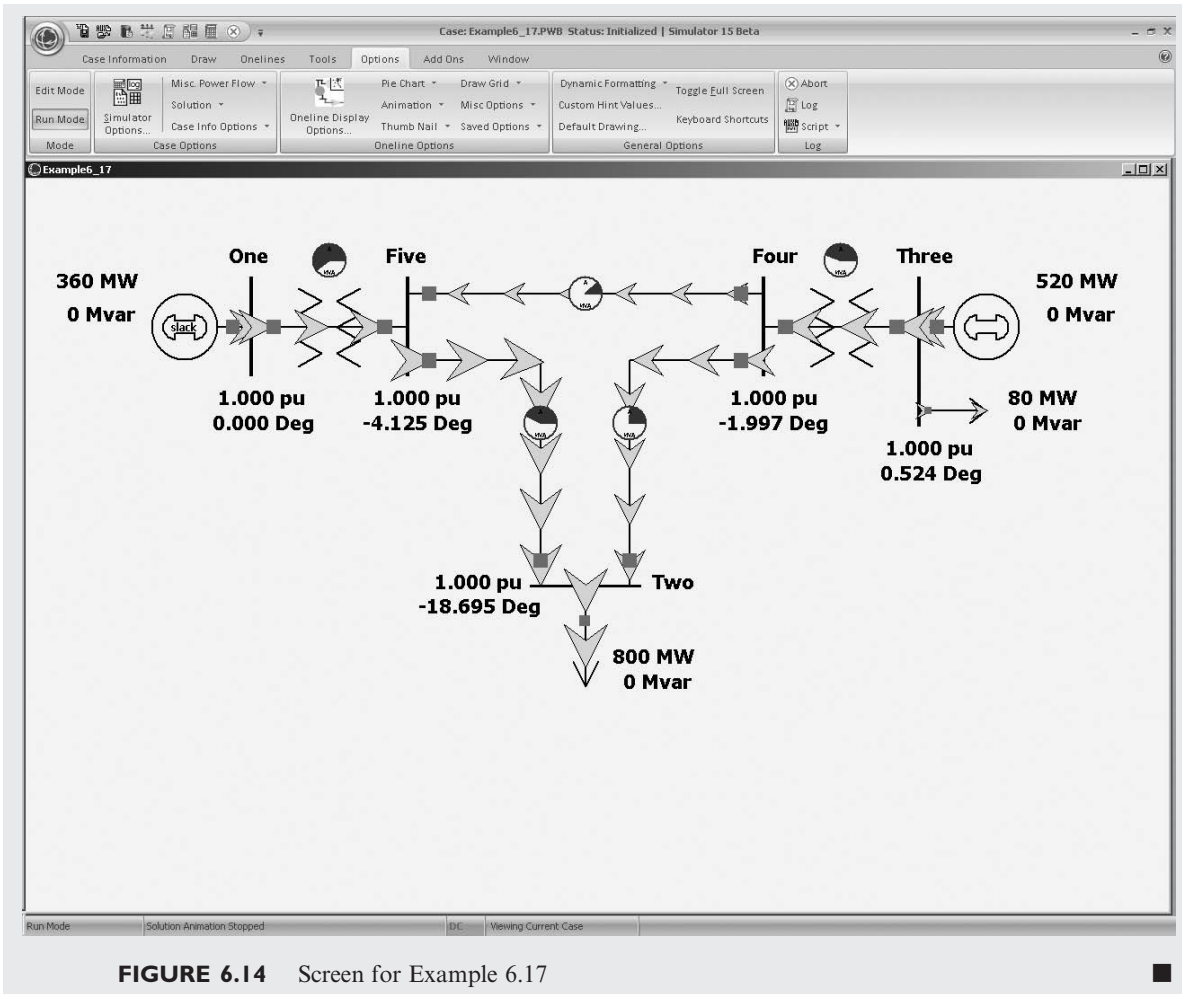 Case: Example6_17.PWB Status: Initialized | Simulator 15 Beta
Case Information Draw Onelines Tools Options Add Ons Window
Edit Mode
Run Mode
Mode
Simulator Options...
Misc. Power Flow
Solution
Case Info Options
Case Options
Oneline Display Options...
Pie Chart
Animation
Thumb Nail
Draw Grid
Misc Options
Saved Options
Oneline Options
Dynamic Formatting
Custom Hint Values...
Default Drawing...
Toggle Full Screen
Keyboard Shortcuts
General Options
Abort
Log
Script
Log
Example6_17
One
Five
Four
Three
360 MW
0 Mvar
slack
A
MVA
A
MVA
A
MVA
520 MW
0 Mvar
1.000 pu
0.000 Deg
1.000 pu
-4.125 Deg
1.000 pu
-1.997 Deg
80 MW
0 Mvar
1.000 pu
0.524 Deg
A
MVA
A
MVA
1.000 pu
-18.695 Deg
Two
800 MW
0 Mvar
Run Mode
Solution Animation Stopped
DC
Viewing Current Case
FIGURE 6.14 Screen for Example 6.17